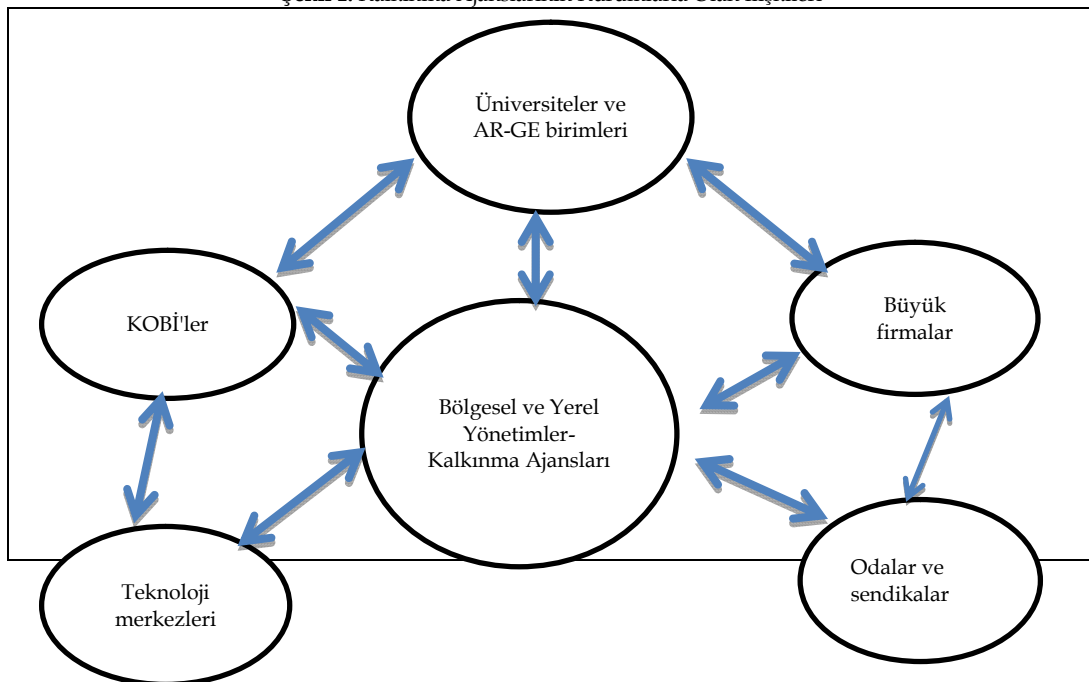 Üniversiteler ve
AR-GE birimleri
KOBİ'ler
Büyük
firmalar
Bölgesel ve Yerel
Yönetimler-
Kalkınma Ajansları
Teknoloji
merkezleri
Odalar ve
sendikalar